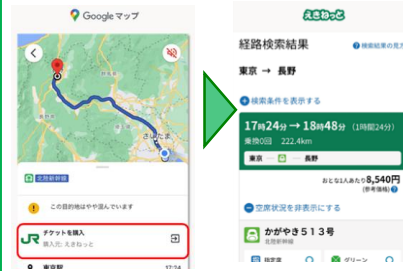 Google マップ
さいたま
北陸新幹線
この目的地はやや混んでいます
JR チケットを購入
購入元: えきねっと
東京駅 17:24
えきねっと
経路検索結果
検索結果の見方
東京 → 長野
検索条件を表示する
17時24分 → 18時48分 (1時間24分)
乗換0回 222.4km
東京 長野
おとな1人あたり8,540円
(参考価格)
空席状況を非表示にする
かがやき513号
北陸新幹線
指定席 グリーン